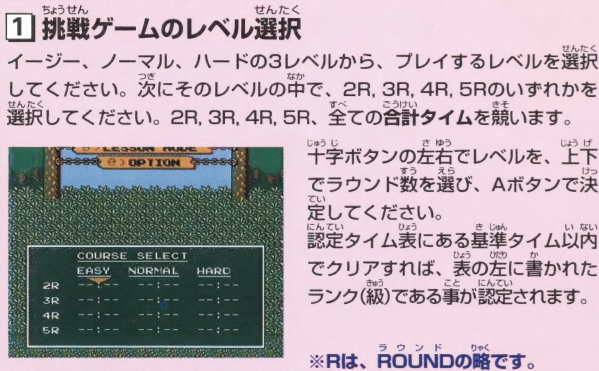 1 挑戦ゲームのレベル選択
イージー、ノーマル、ハードの3レベルから、プレイするレベルを選択
してください。次にそのレベルの中で、2R, 3R, 4R, 5Rのいずれかを
選択してください。2R, 3R, 4R, 5R、全ての合計タイムを競います。
LESSON MODE
OPTION
COURSE SELECT
EASY NORMAL HARD
2R --:-- --:-- --:--
3R --:-- --:-- --:--
4R --:-- --:-- --:--
5R --:-- --:-- --:--
十字ボタンの左右でレベルを、上下
でラウンド数を選び、Aボタンで決
定してください。
認定タイム表にある基準タイム以内
でクリアすれば、表の左に書かれた
ランク(級)である事が認定されます。
※Rは、ROUNDの略です。